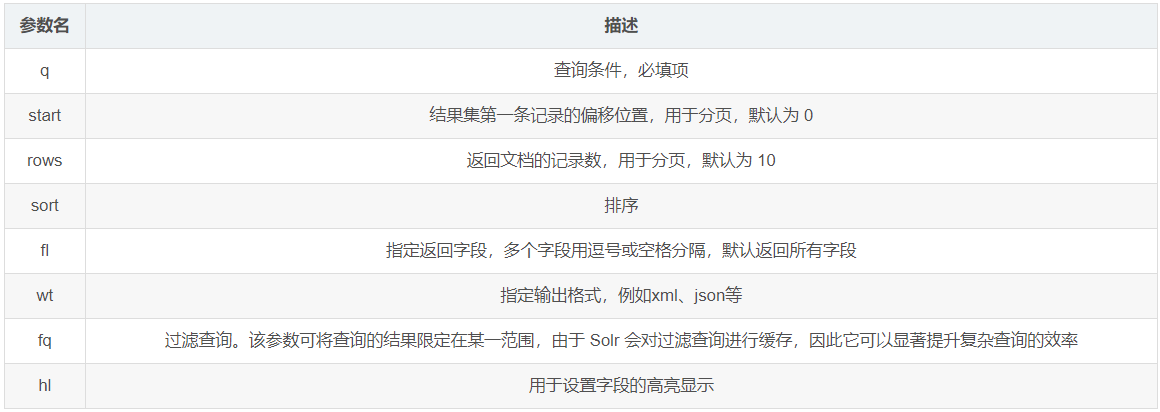 参数名 描述
q 查询条件，必填项
start 结果集第一条记录的偏移位置，用于分页，默认为 0
rows 返回文档的记录数，用于分页，默认为 10
sort 排序
fl 指定返回字段，多个字段用逗号或空格分隔，默认返回所有字段
wt 指定输出格式，例如xml、json等
fq 过滤查询。该参数可将查询的结果限定在某一范围，由于 Solr 会对过滤查询进行缓存，因此它可以显著提升复杂查询的效率
hl 用于设置字段的高亮显示